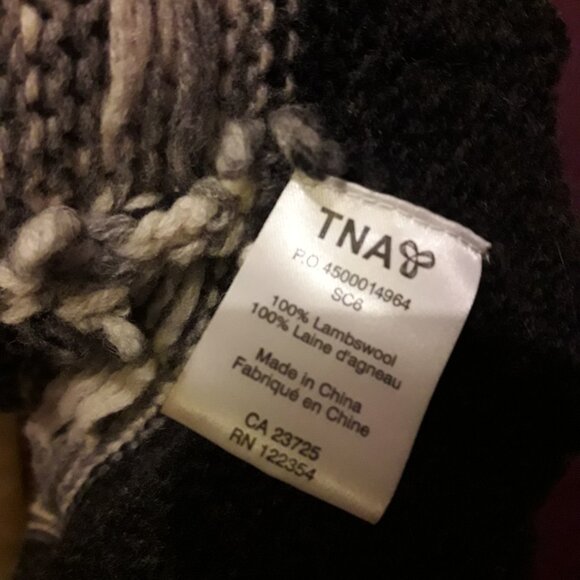 TNA
P.O 4500014964
SC6
100% Lambswool
100% Laine d'agneau
Made in China
Fabriqué en Chine
CA 23725
RN 122354